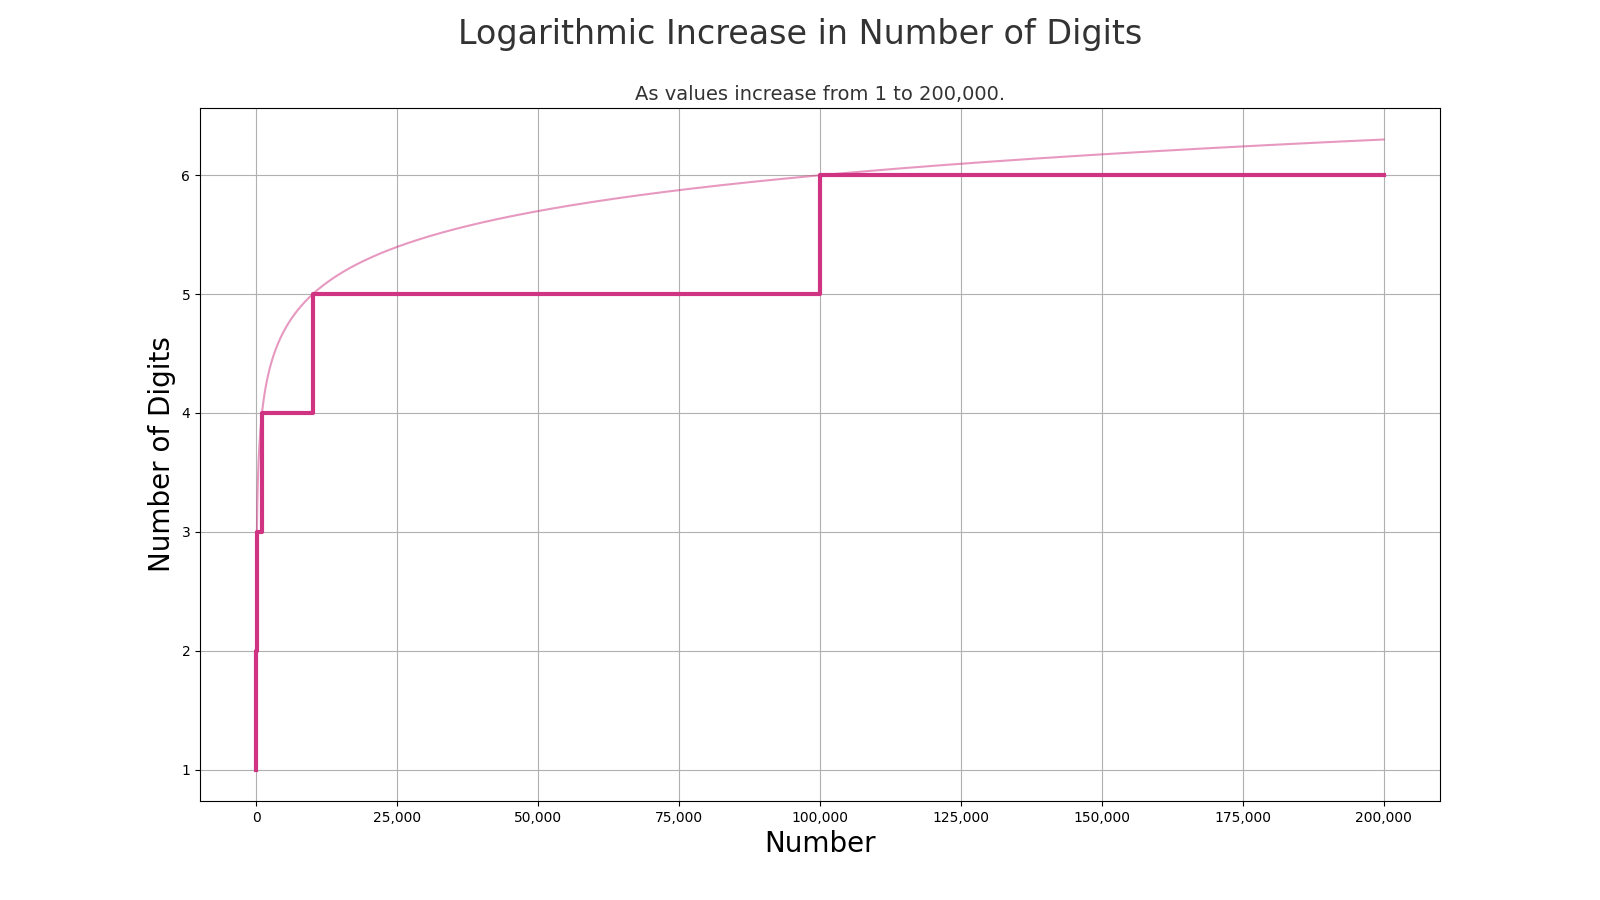 Logarithmic Increase in Number of Digits
As values increase from 1 to 200,000.
Number of Digits
6
5
4
3
2
1
0 25,000 50,000 75,000 100,000 125,000 150,000 175,000 200,000
Number